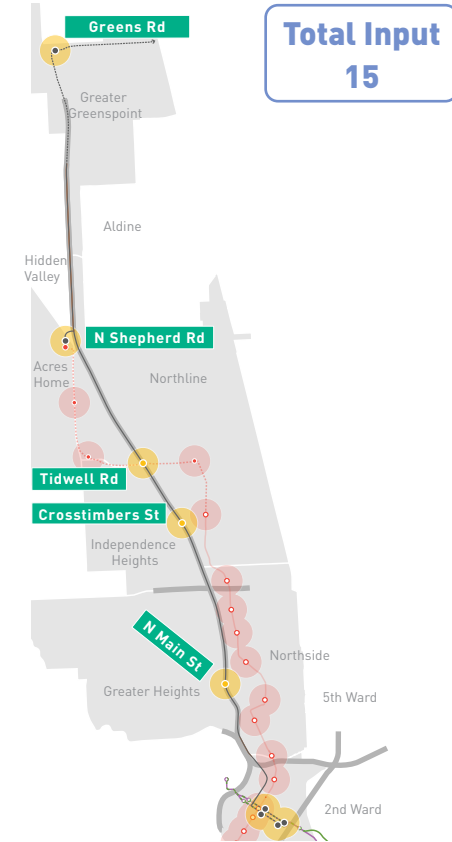 Greens Rd
Total Input
15
Greater
Greenspoint
Aldine
Hidden
Valley
N Shepherd Rd
Acres
Home
Northline
Tidwell Rd
Crosstimbers St
Independence
Heights
N Main St
Northside
Greater Heights
5th Ward
2nd Ward